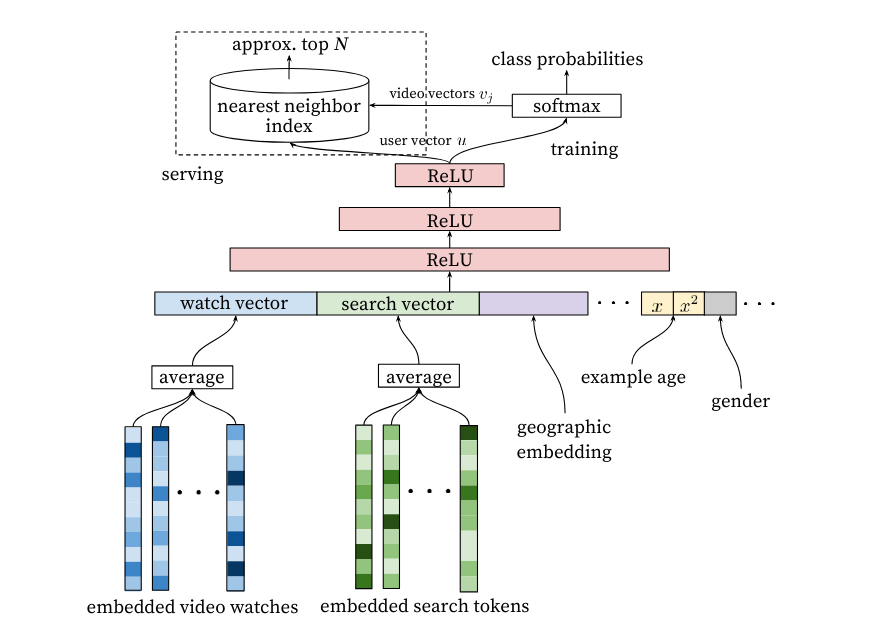 approx. top N
class probabilities
nearest neighbor
index
video vectors v_j
softmax
user vector u
training
serving
ReLU
ReLU
ReLU
watch vector
search vector
. . .
x
x²
. . .
average
average
example age
gender
geographic
embedding
. . .
. . .
embedded video watches
embedded search tokens